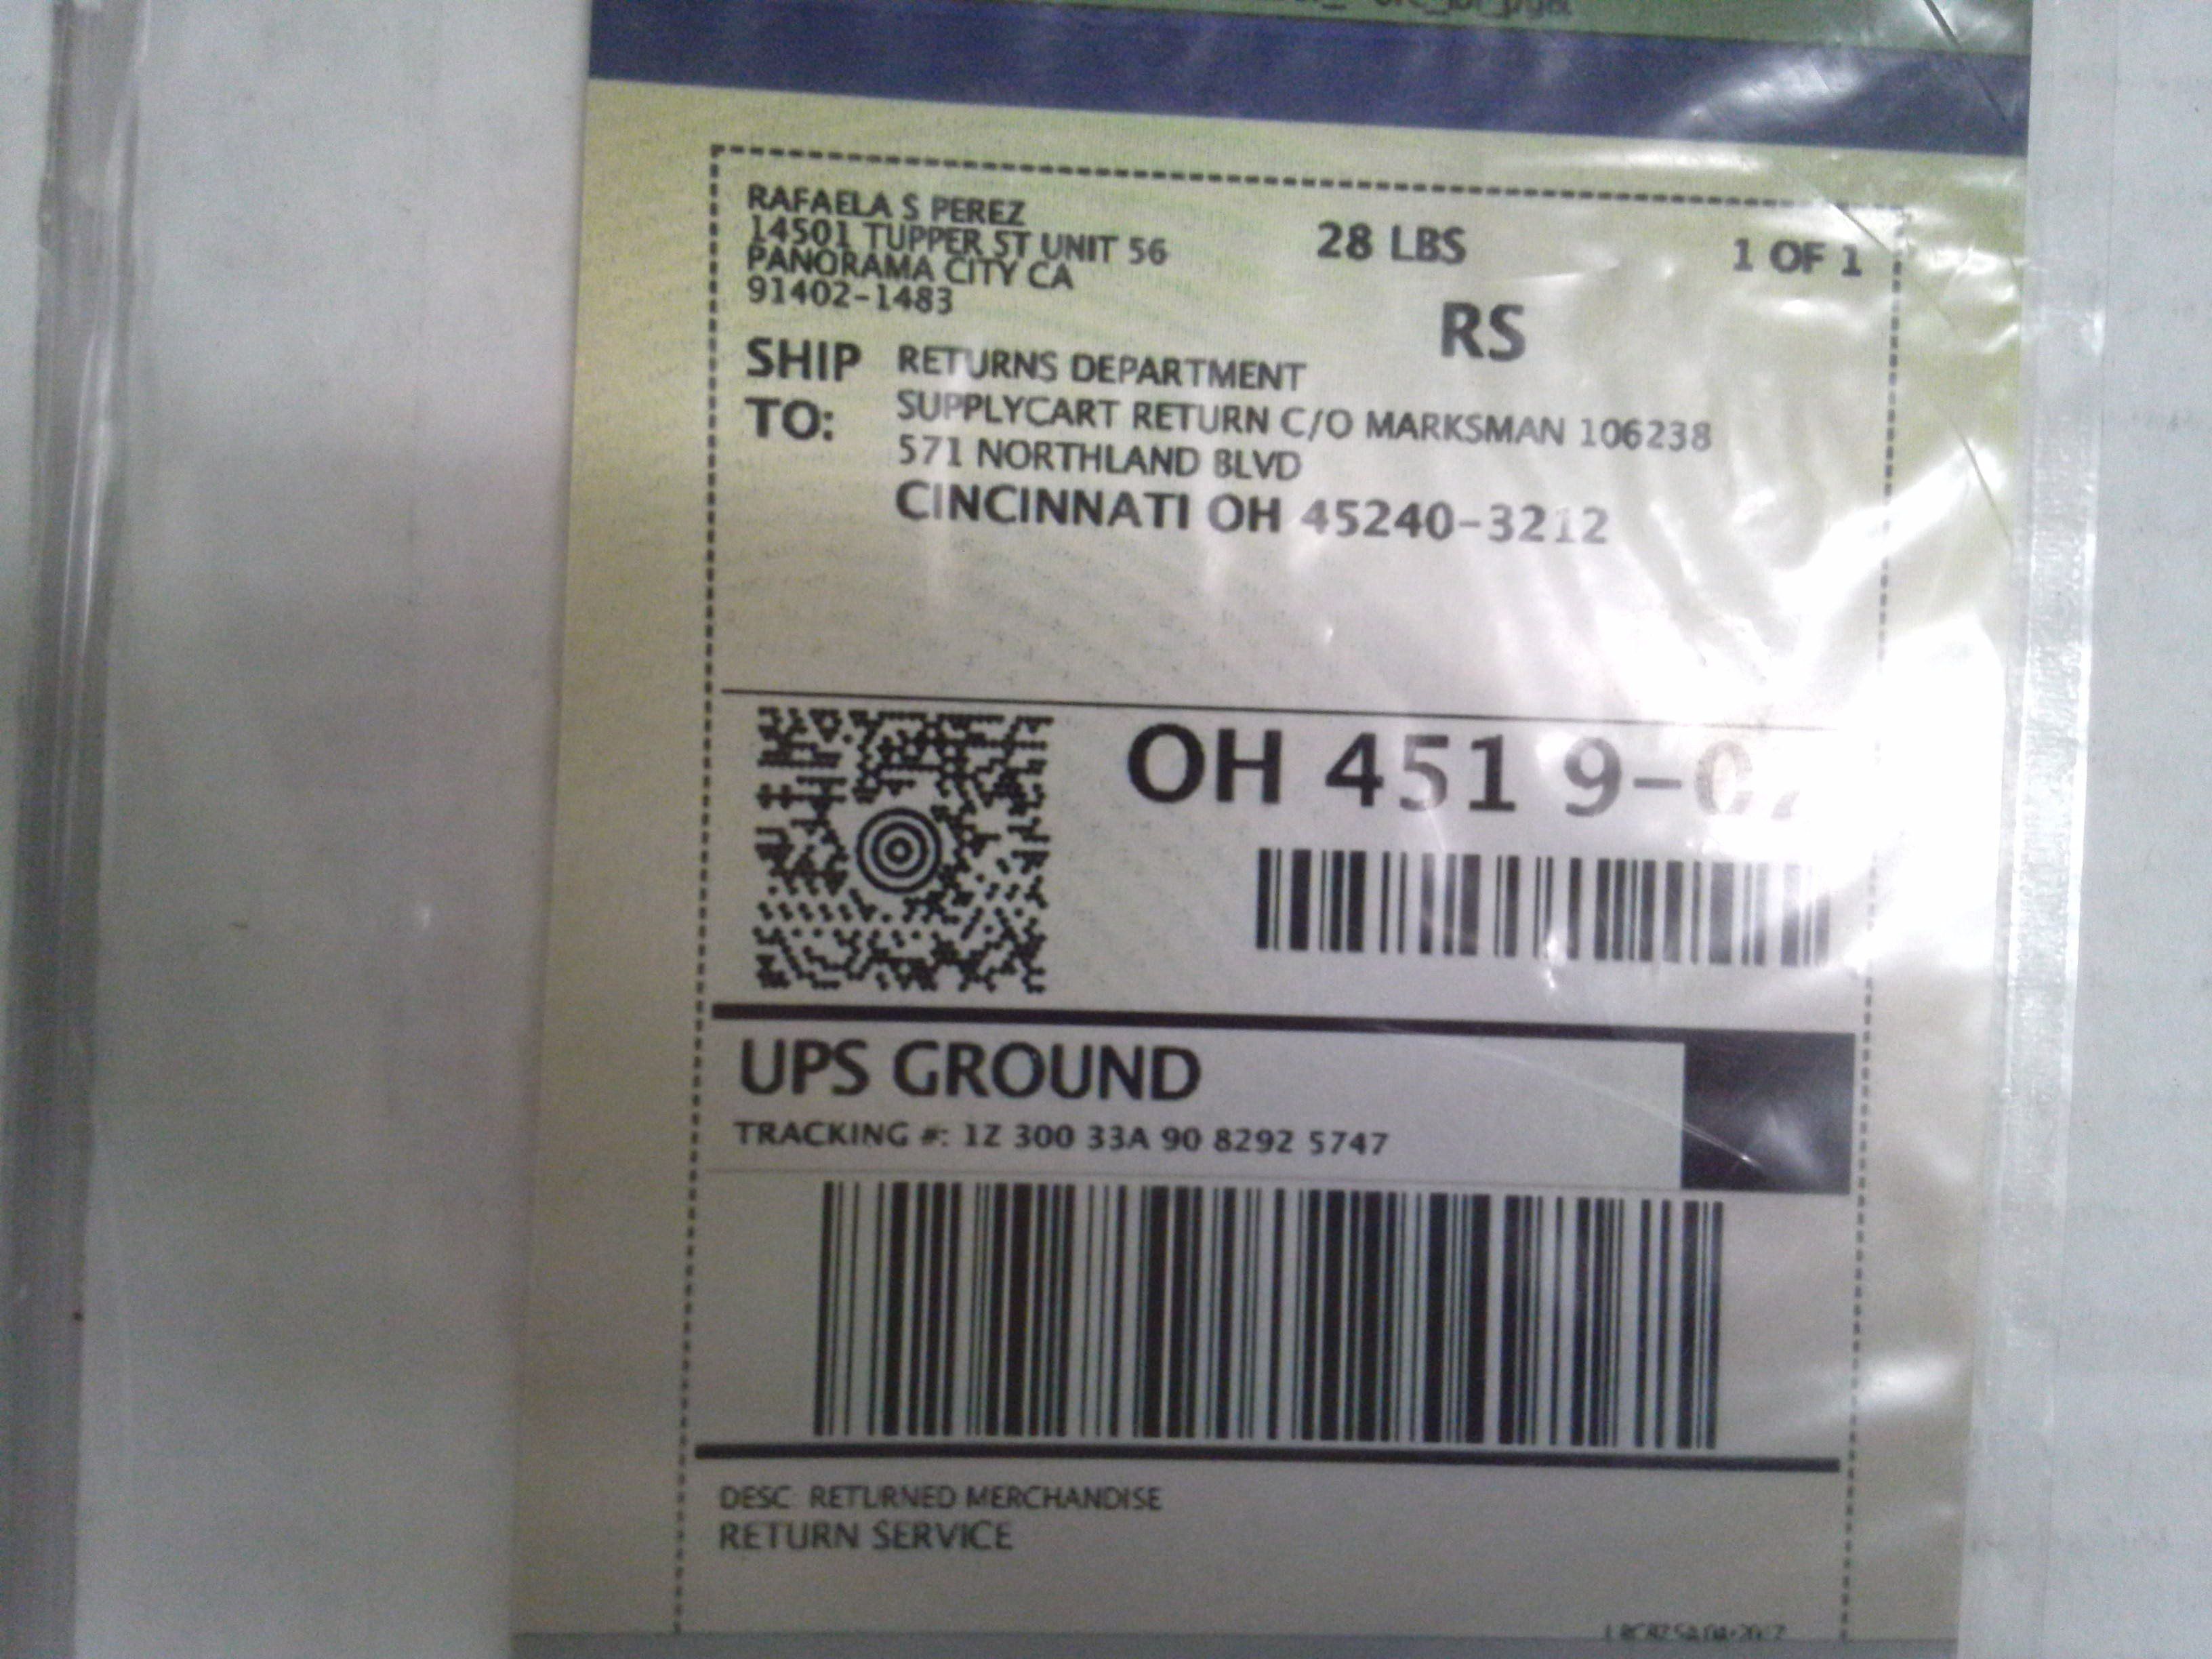 RAFAELA S PEREZ
14501 TUPPER ST UNIT 56
PANORAMA CITY CA
91402-1483
28 LBS
1 OF 1
RS
SHIP TO:
RETURNS DEPARTMENT
SUPPLYCART RETURN C/O MARKSMAN 106238
571 NORTHLAND BLVD
CINCINNATI OH 45240-3212
OH 451 9-0
UPS GROUND
TRACKING #: 1Z 300 33A 90 8292 5747
DESC RETURNED MERCHANDISE
RETURN SERVICE